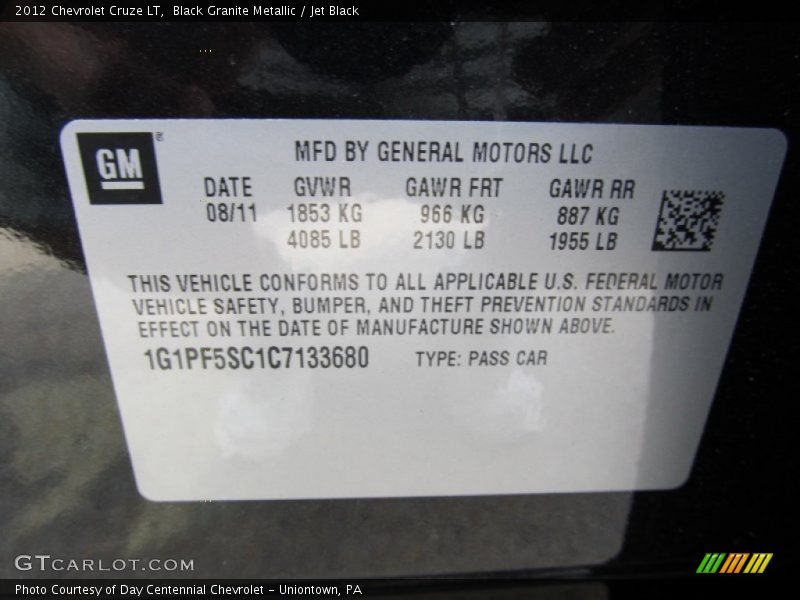 2012 Chevrolet Cruze LT, Black Granite Metallic / Jet Black
GM
MFD BY GENERAL MOTORS LLC
DATE GVWR GAWR FRT GAWR RR
08/11 1853 KG 966 KG 887 KG
4085 LB 2130 LB 1955 LB
THIS VEHICLE CONFORMS TO ALL APPLICABLE U.S. FEDERAL MOTOR
VEHICLE SAFETY, BUMPER, AND THEFT PREVENTION STANDARDS IN
EFFECT ON THE DATE OF MANUFACTURE SHOWN ABOVE.
1G1PF5SC1C7133680 TYPE: PASS CAR
GTCARLOT.COM
Photo Courtesy of Day Centennial Chevrolet - Uniontown, PA